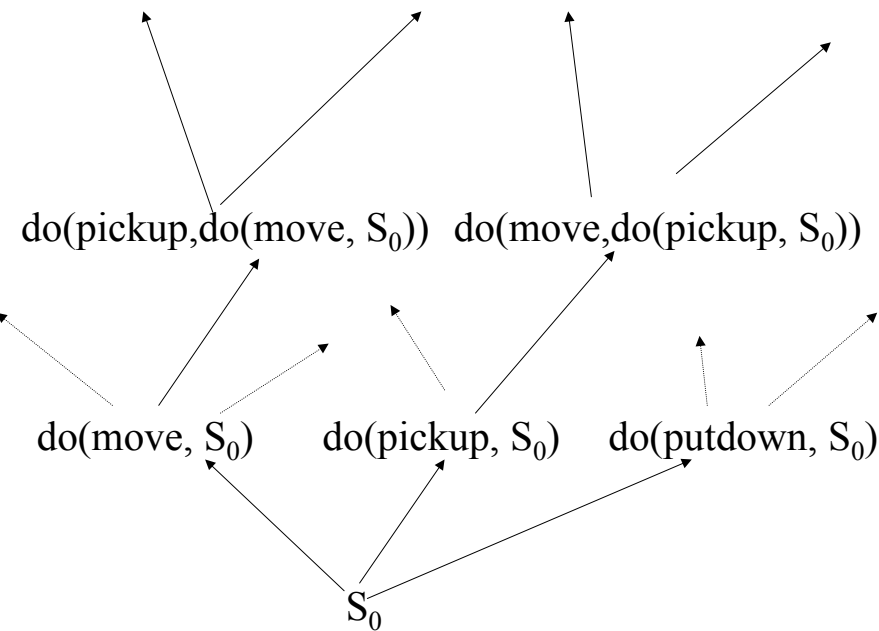 do(pickup,do(move, S₀)) do(move,do(pickup, S₀))
do(move, S₀) do(pickup, S₀) do(putdown, S₀)
S₀